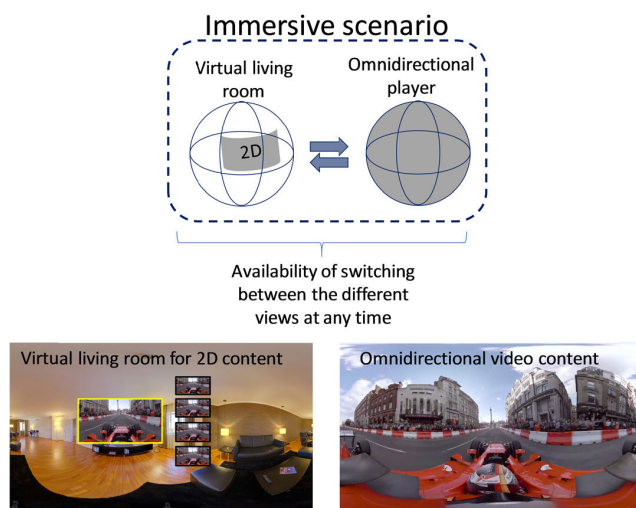 Immersive scenario
Virtual living
room
Omnidirectional
player
2D
Availability of switching
between the different
views at any time
Virtual living room for 2D content
Omnidirectional video content